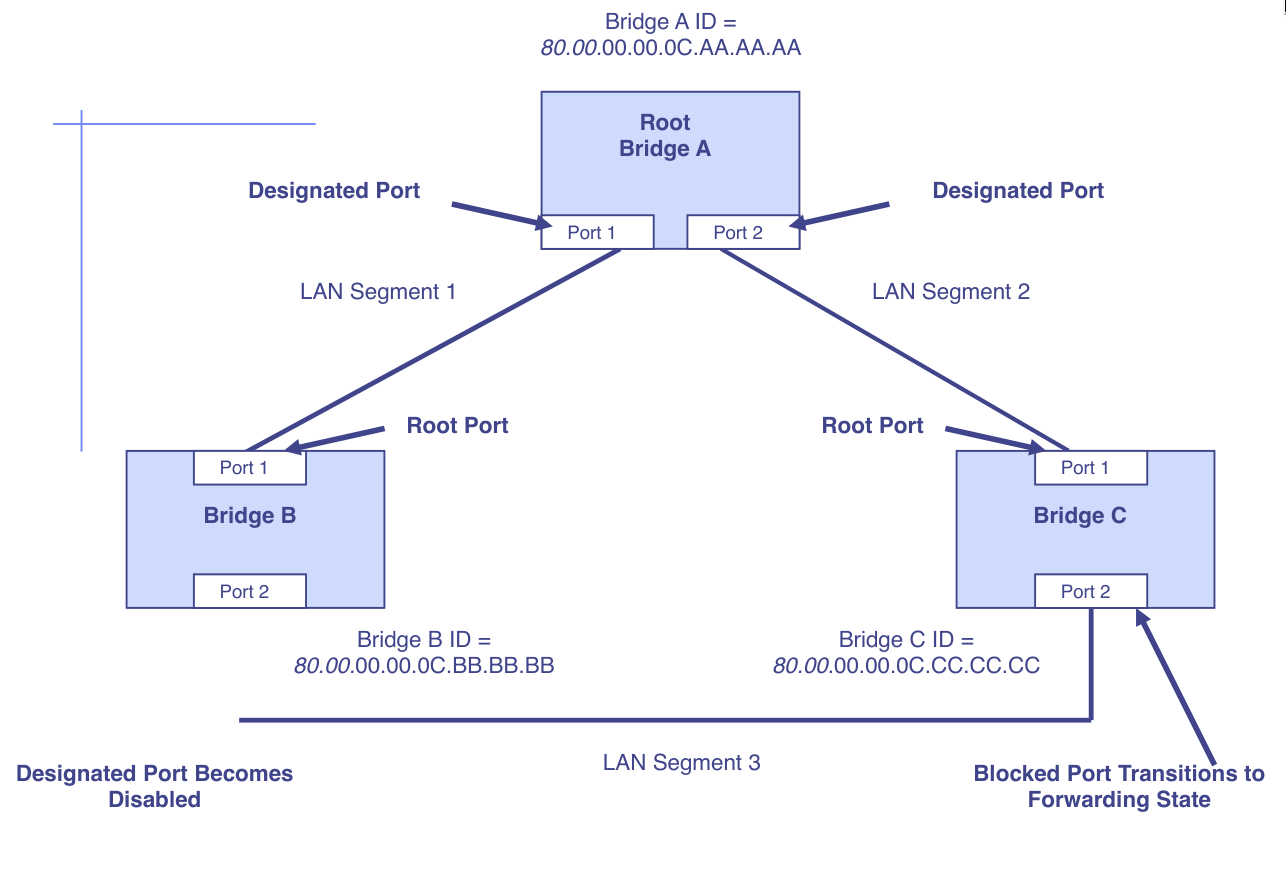 Bridge A ID =
80.00.00.00.0C.AA.AA.AA
Root
Bridge A
Designated Port
Designated Port
Port 1
Port 2
LAN Segment 1
LAN Segment 2
Root Port
Root Port
Port 1
Port 1
Bridge B
Bridge C
Port 2
Port 2
Bridge B ID =
80.00.00.00.0C.BB.BB.BB
Bridge C ID =
80.00.00.00.0C.CC.CC.CC
LAN Segment 3
Designated Port Becomes
Disabled
Blocked Port Transitions to
Forwarding State